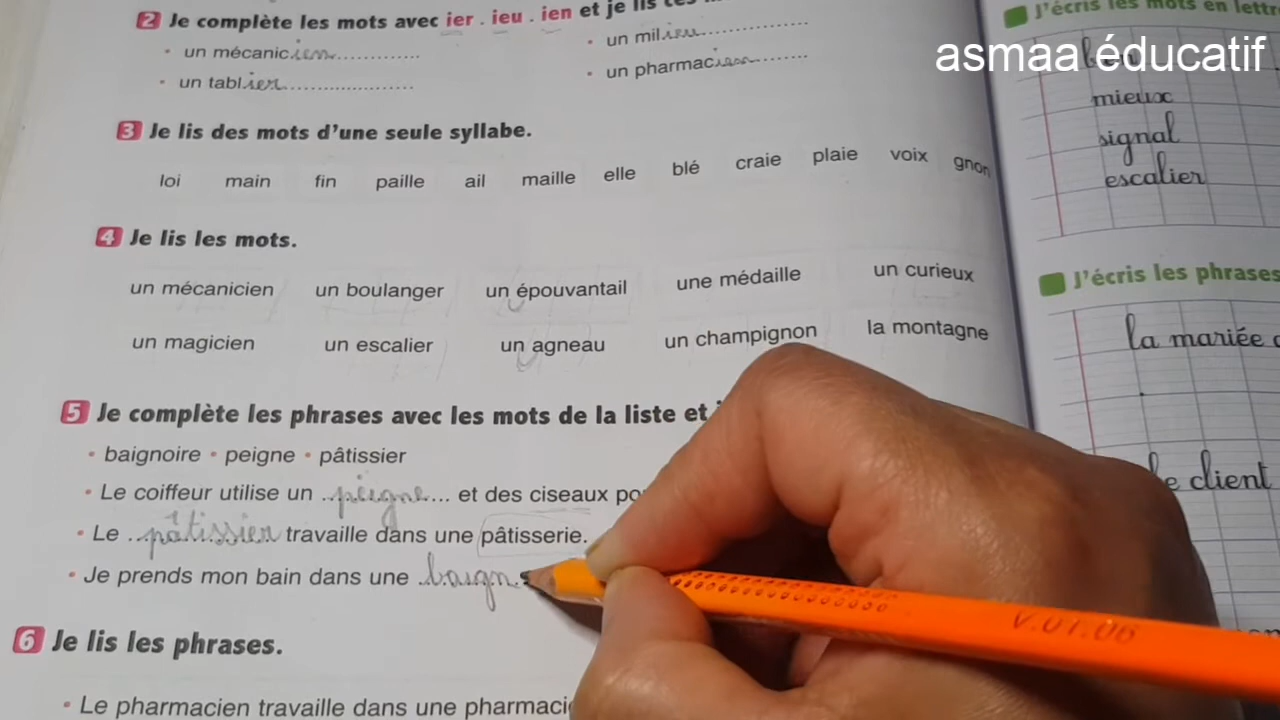 2 Je complète les mots avec ier . ieu . ien et je lis
• un mécanicien
• un milieu
• un tablier
• un pharmacien
3 Je lis des mots d'une seule syllabe.
loi main fin paille ail maille elle blé craie plaie voix gnon
4 Je lis les mots.
un mécanicien un boulanger un épouvantail une médaille un curieux
un magicien un escalier un agneau un champignon la montagne
5 Je complète les phrases avec les mots de la liste et
• baignoire • peigne • pâtissier
• Le coiffeur utilise un peigne et des ciseaux
• Le pâtissier travaille dans une pâtisserie.
• Je prends mon bain dans une baign
6 Je lis les phrases.
• Le pharmacien travaille dans une
J'écris les mots en
asmaa éducatif
mieux
signal
escalier
J'écris les phrases
la mariée
le client
V.01.06